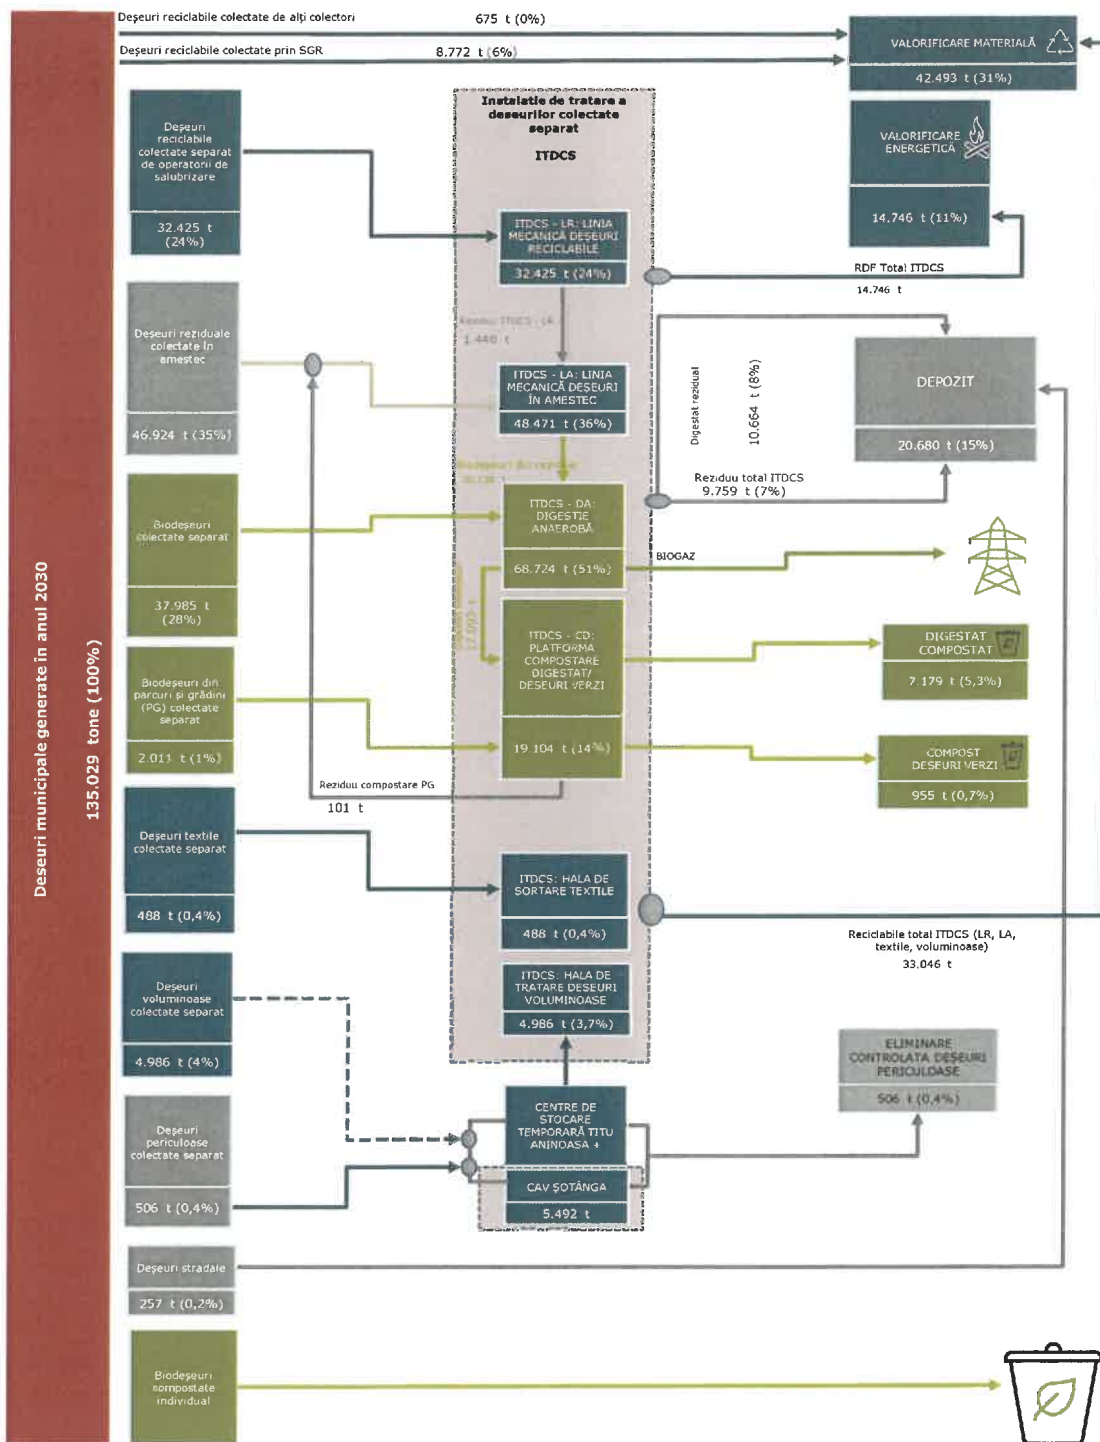 Deșeuri reciclabile colectate de alți colectori
675 t (0%)
Deșeuri reciclabile colectate prin SGR
8.772 t (6%)
VALORIFICARE MATERIALĂ
42.493 t (31%)
Deșeuri municipale generate în anul 2030
135.029 tone (100%)
Deșeuri
reciclabile
colectate separat
de operatorii de
salubrizare
32.425 t
(24%)
Instalatie de tratare a
deseurilor colectate
separat
ITDCS
VALORIFICARE
ENERGETICĂ
14.746 t (11%)
ITDCS - LR: LINIA
MECANICĂ DEȘEURI
RECICLABILE
32.425 t (24%)
RDF Total ITDCS
14.746 t
Deșeuri reziduale
colectate în
amestec
46.924 t (35%)
Reziduu ITDCS - LR
1.446 t
ITDCS - LA: LINIA
MECANICĂ DEȘEURI
ÎN AMESTEC
48.471 t (36%)
Digestat rezidual
10.664 t (8%)
DEPOZIT
20.680 t (15%)
Reziduu total ITDCS
9.759 t (7%)
Biodeșeuri
colectate separat
37.985 t
(28%)
ITDCS - DA:
DIGESTIE
ANAEROBĂ
68.724 t (51%)
BIOGAZ
ITDCS - CD:
PLATFORMA
COMPOSTARE
DIGESTAT/
DESEURI VERZI
19.104 t (14%)
DIGESTAT
COMPOSTAT
7.179 t (5,3%)
Biodeșeuri din
parcuri și grădini
(PG) colectate
separat
2.011 t (1%)
COMPOST
DESEURI VERZI
955 t (0,7%)
Reziduu compostare PG
101 t
Deșeuri textile
colectate separat
488 t (0,4%)
ITDCS: HALA DE
SORTARE TEXTILE
488 t (0,4%)
Reciclabile total ITDCS (LR, LA,
textile, voluminoase)
33.046 t
Deșeuri
voluminoase
colectate separat
4.986 t (4%)
ITDCS: HALA DE
TRATARE DESEURI
VOLUMINOASE
4.986 t (3,7%)
ELIMINARE
CONTROLATA DEȘEURI
PERICULOASE
506 t (0,4%)
Deșeuri
periculoase
colectate separat
506 t (0,4%)
CENTRE DE
STOCARE
TEMPORARĂ TITU
ANINOASA +
CAV ȘOTÂNGA
5.492 t
Deșeuri stradale
257 t (0,2%)
Biodeșeuri
compostate
individual